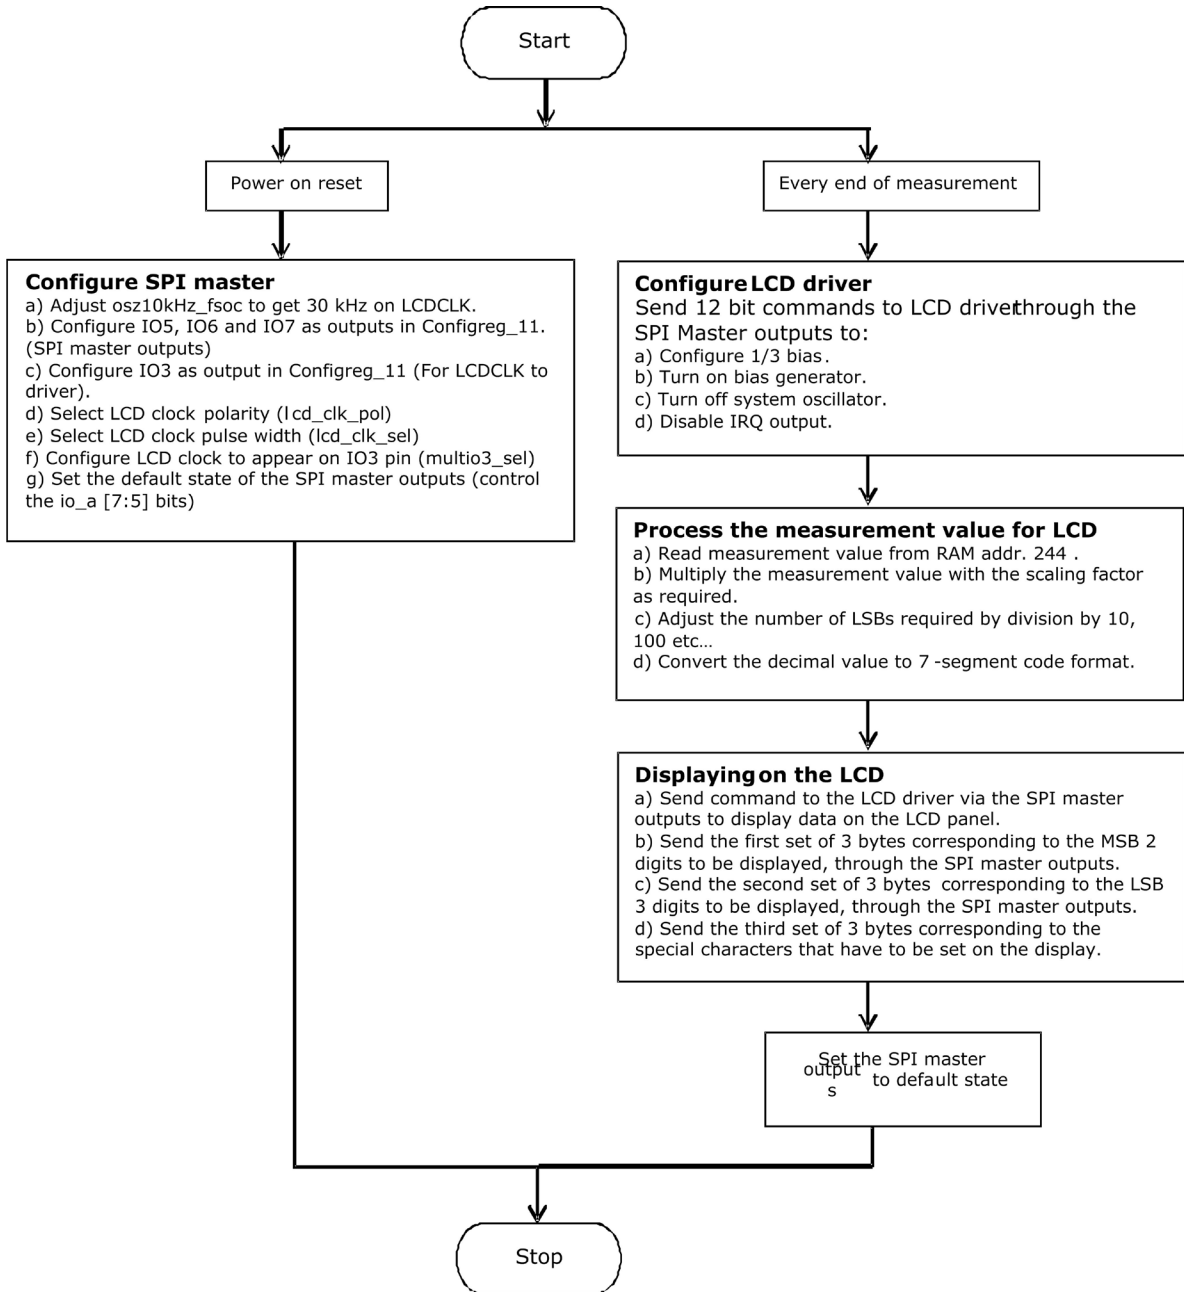 Start
Power on reset
Every end of measurement
Configure SPI master
a) Adjust osz10kHz_fsoc to get 30 kHz on LCDCLK.
b) Configure IO5, IO6 and IO7 as outputs in Configreg_11.
(SPI master outputs)
c) Configure IO3 as output in Configreg_11 (For LCDCLK to
driver).
d) Select LCD clock polarity (lcd_clk_pol)
e) Select LCD clock pulse width (lcd_clk_sel)
f) Configure LCD clock to appear on IO3 pin (multio3_sel)
g) Set the default state of the SPI master outputs (control
the io_a [7:5] bits)
Configure LCD driver
Send 12 bit commands to LCD driver through the
SPI Master outputs to:
a) Configure 1/3 bias.
b) Turn on bias generator.
c) Turn off system oscillator.
d) Disable IRQ output.
Process the measurement value for LCD
a) Read measurement value from RAM addr. 244 .
b) Multiply the measurement value with the scaling factor
as required.
c) Adjust the number of LSBs required by division by 10,
100 etc...
d) Convert the decimal value to 7 -segment code format.
Displaying on the LCD
a) Send command to the LCD driver via the SPI master
outputs to display data on the LCD panel.
b) Send the first set of 3 bytes corresponding to the MSB 2
digits to be displayed, through the SPI master outputs.
c) Send the second set of 3 bytes corresponding to the LSB
3 digits to be displayed, through the SPI master outputs.
d) Send the third set of 3 bytes corresponding to the
special characters that have to be set on the display.
Set the SPI master
outputs to default state
Stop